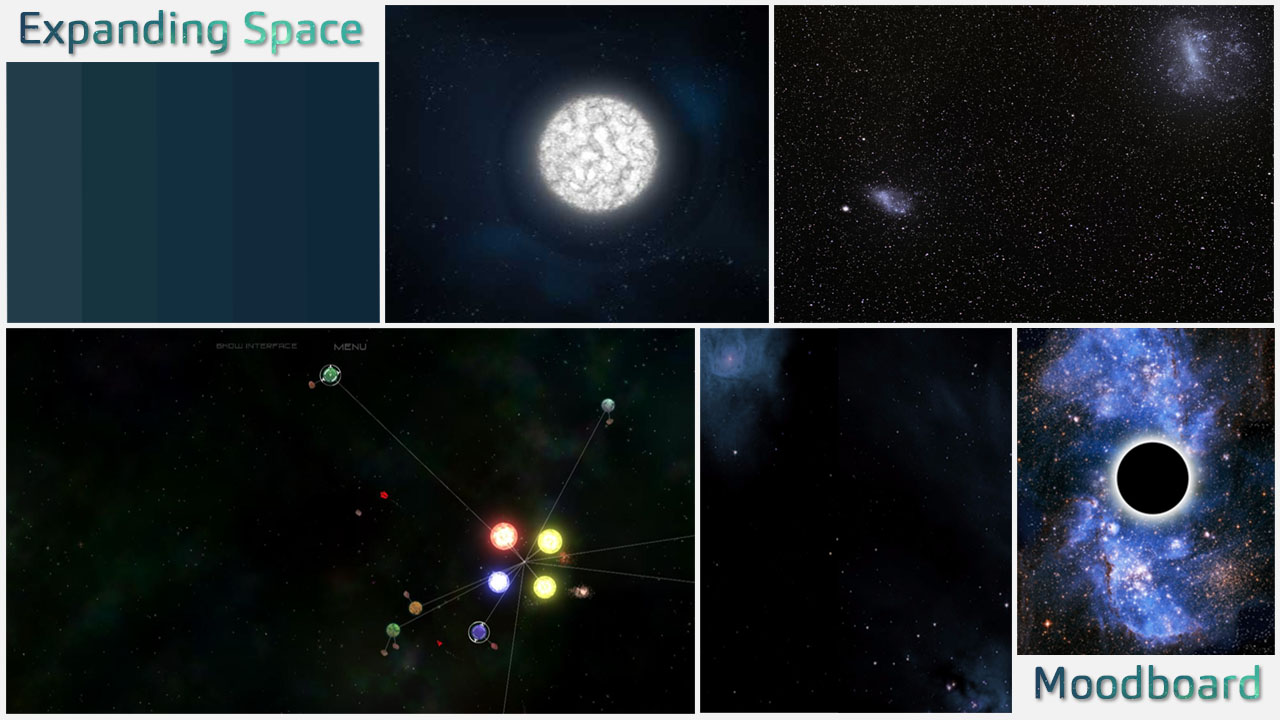 Expanding Space
SHOW INTERFACE MENU
Moodboard